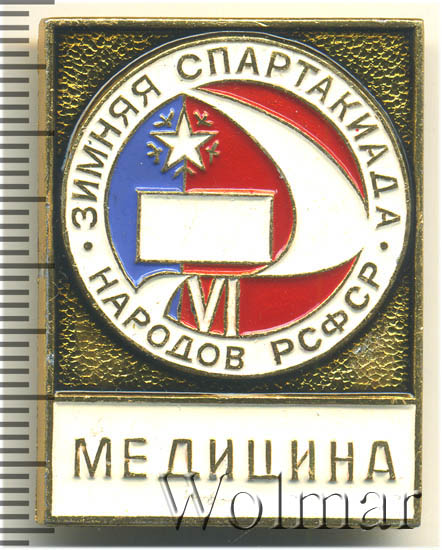 ЗИМНЯЯ СПАРТАКИАДА
НАРОДОВ РСФСР
VI
МЕДИЦИНА
Wolmar